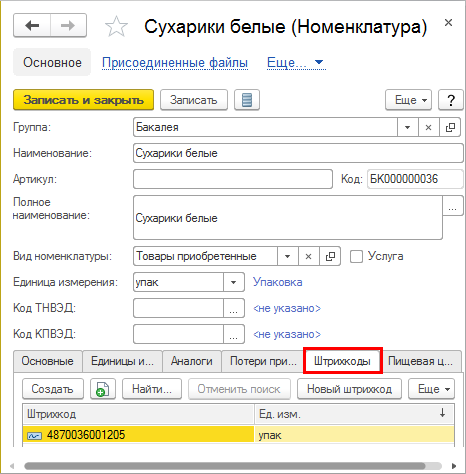 Сухарики белые (Номенклатура)
Основное Присоединенные файлы Еще...
Записать и закрыть Записать Еще ?
Группа: Бакалея
Наименование: Сухарики белые
Артикул: Код: БК000000036
Полное
наименование: Сухарики белые ...
Вид номенклатуры: Товары приобретенные Услуга
Единица измерения: упак Упаковка
Код ТНВЭД: ... <не указано>
Код КПВЭД: ... <не указано>
Основные Единицы и... Аналоги Потери при... Штрихкоды Пищевая ц...
Создать Найти... Отменить поиск Новый штрихкод Еще
Штрихкод Ед. изм.
4870036001205 упак